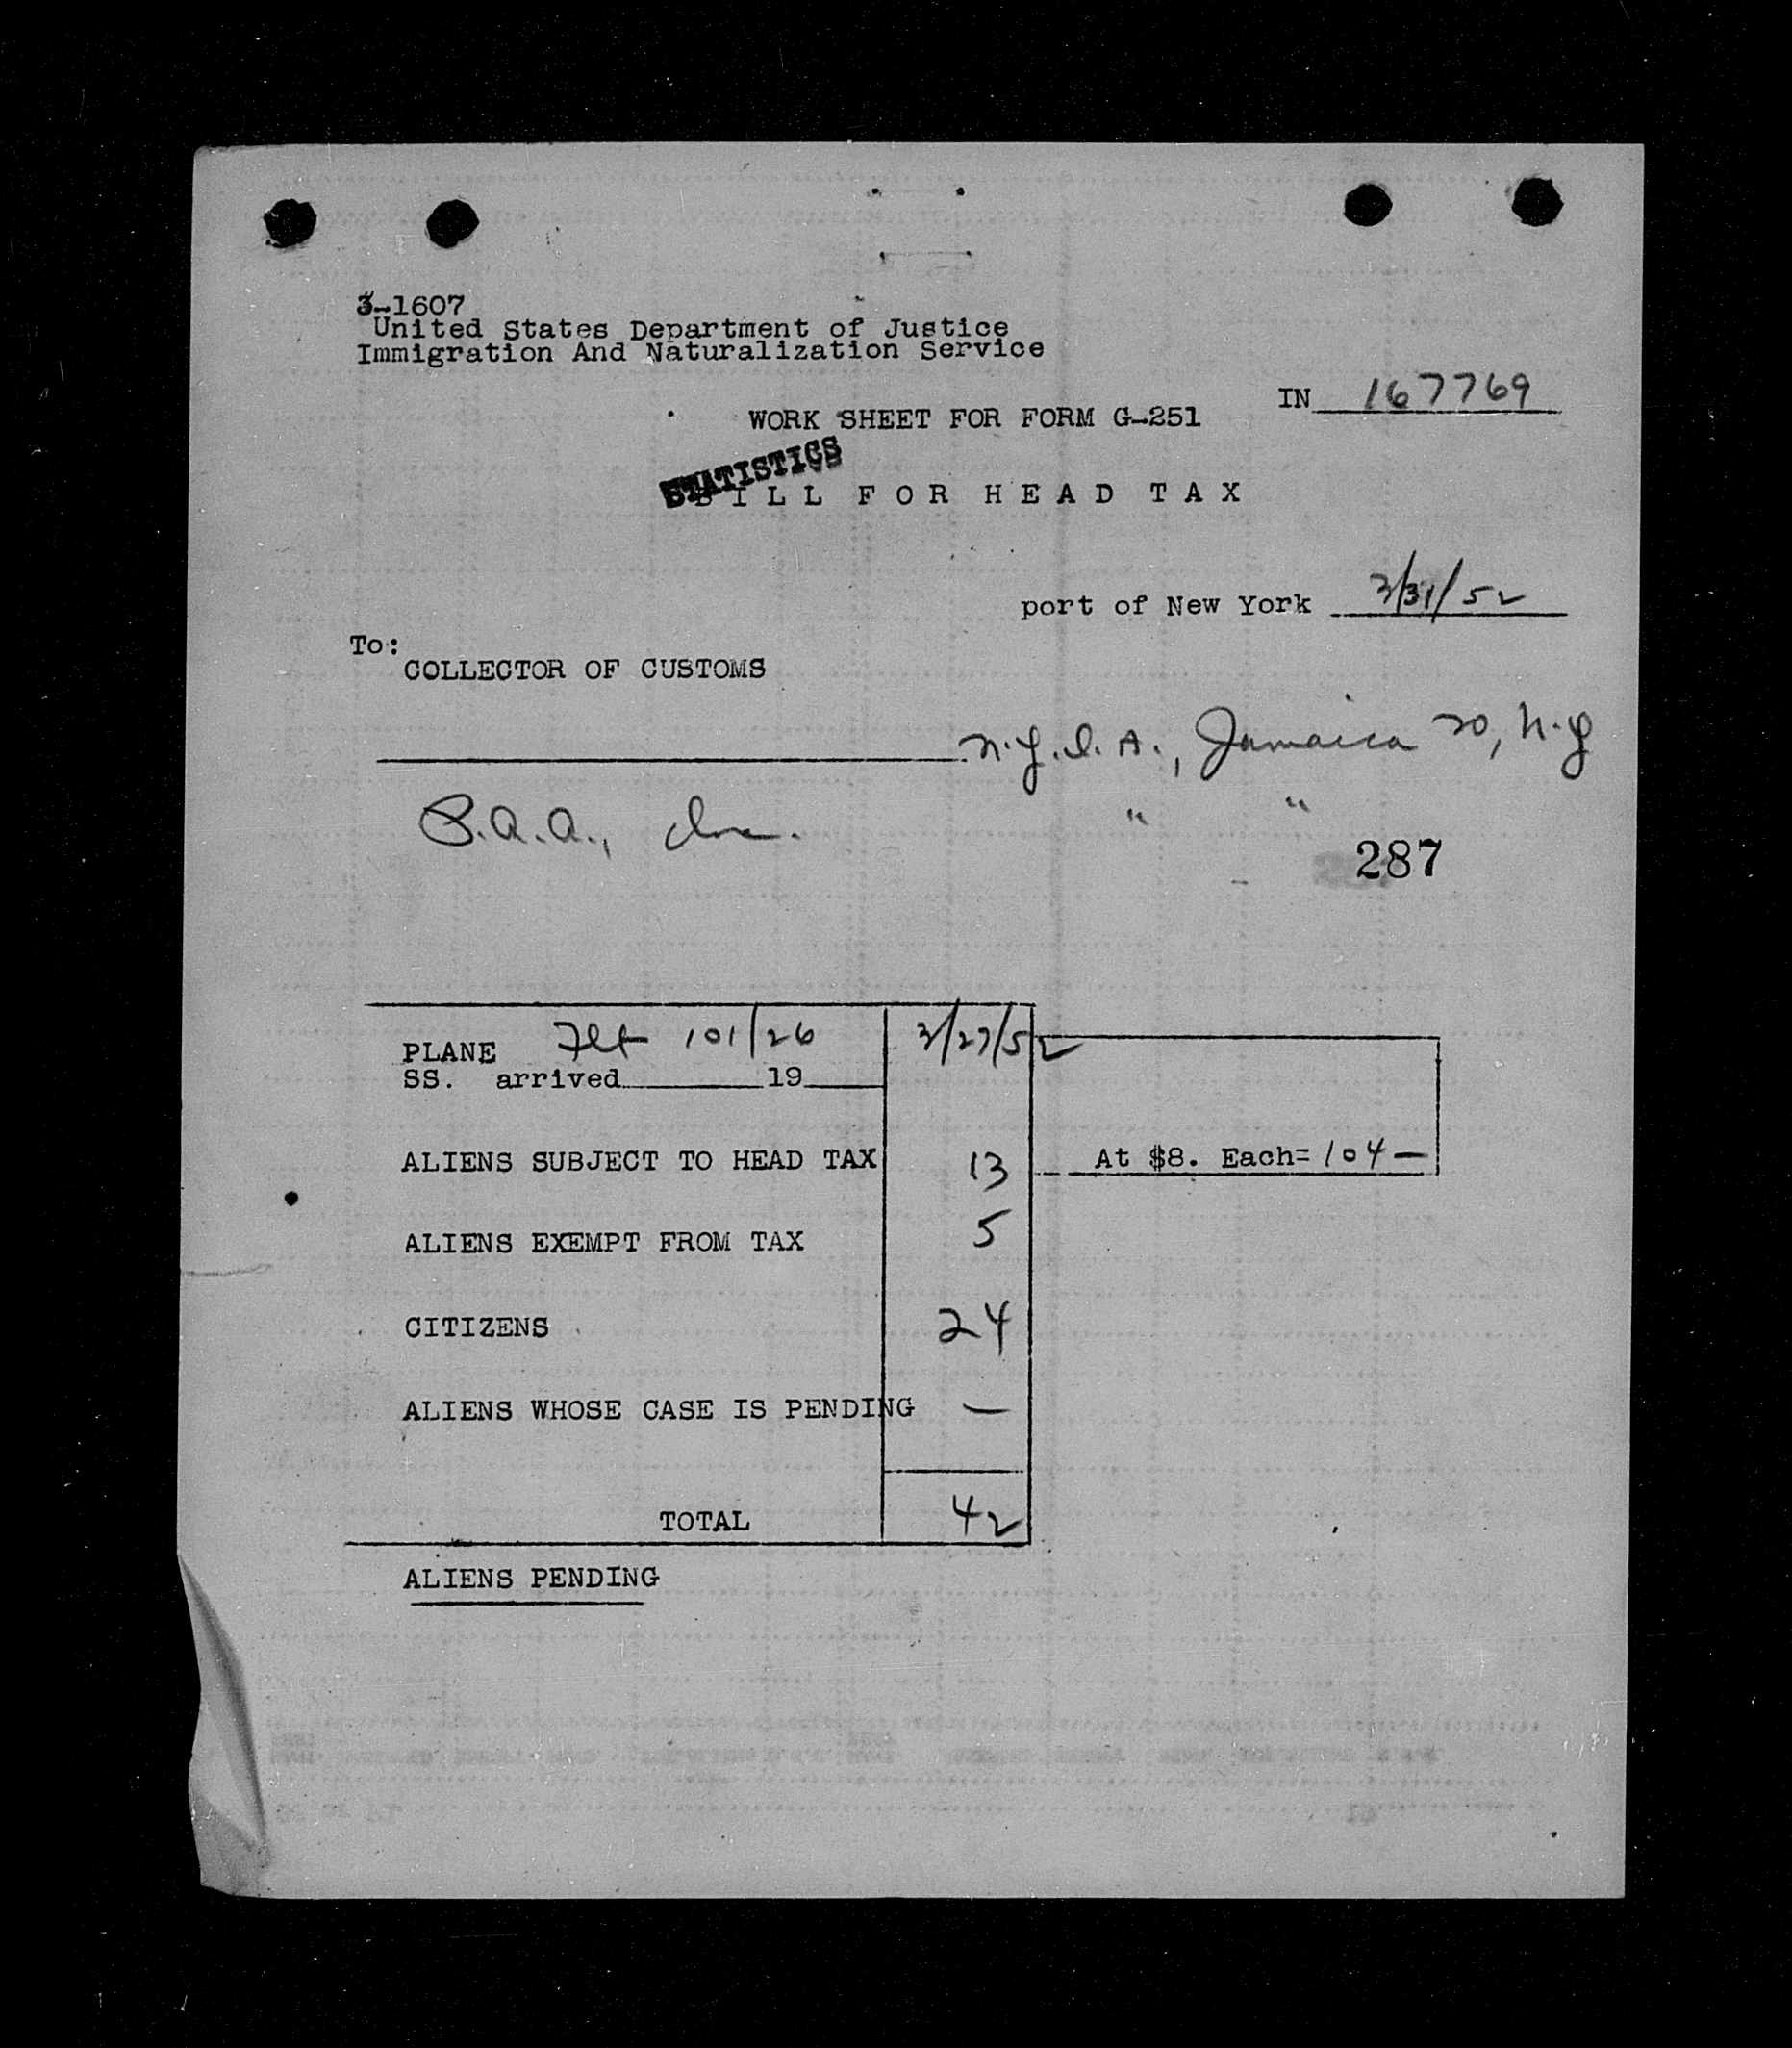 3-1607
United States Department of Justice
Immigration And Naturalization Service
IN 167769
WORK SHEET FOR FORM G-251
STATISTICS
BILL FOR HEAD TAX
port of New York 3/31/52
To:
COLLECTOR OF CUSTOMS
N.Y.I.A., Jamaica 20, N.Y
P.A.A., Inc. " "
287
PLANE Flt 101/26 3/27/52
SS. arrived 19
ALIENS SUBJECT TO HEAD TAX 13 At $8. Each= 104 —
ALIENS EXEMPT FROM TAX 5
CITIZENS 24
ALIENS WHOSE CASE IS PENDING —
TOTAL 42
ALIENS PENDING